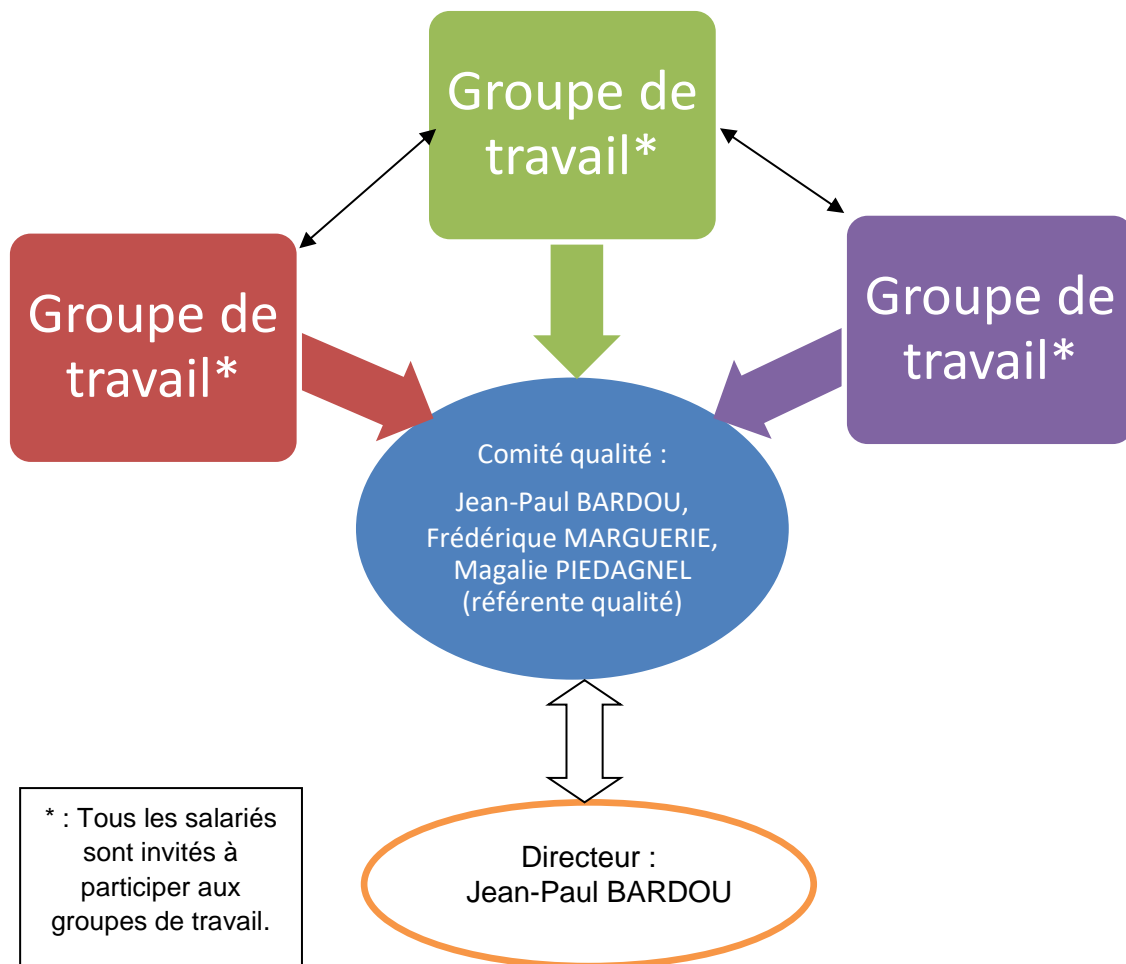 Groupe de
travail*
Groupe de
travail*
Groupe de
travail*
Comité qualité :
Jean-Paul BARDOU,
Frédérique MARGUERIE,
Magalie PIEDAGNEL
(référente qualité)
* : Tous les salariés
sont invités à
participer aux
groupes de travail.
Directeur :
Jean-Paul BARDOU